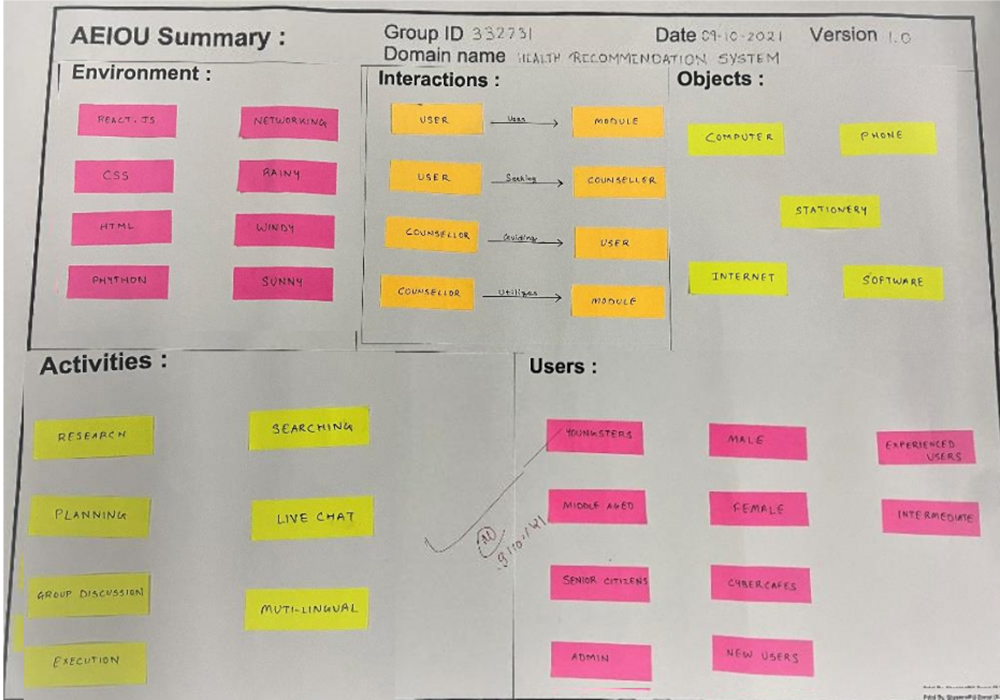 AEIOU Summary :
Group ID 332731
Date 09-10-2021
Version 1.0
Domain name HEALTH RECOMMENDATION SYSTEM
Environment :
REACT.JS
NETWORKING
CSS
RAINY
HTML
WINDY
PHYTHON
SUNNY
Interactions :
USER
Uses
MODULE
USER
Seeking
COUNSELLER
COUNSELLOR
Guiding
USER
COUNSELLOR
Utilizes
MODULE
Objects :
COMPUTER
PHONE
STATIONERY
INTERNET
SOFTWARE
Activities :
RESEARCH
SEARCHING
PLANNING
LIVE CHAT
GROUP DISCUSSION
MUTI-LINGUAL
EXECUTION
Users :
YOUNKSTERS
MALE
EXPERIENCED
USERS
MIDDLE AGED
FEMALE
INTERMEDIATE
SENIOR CITIZENS
CYBERCAFES
ADMIN
NEW USERS
9/10/21